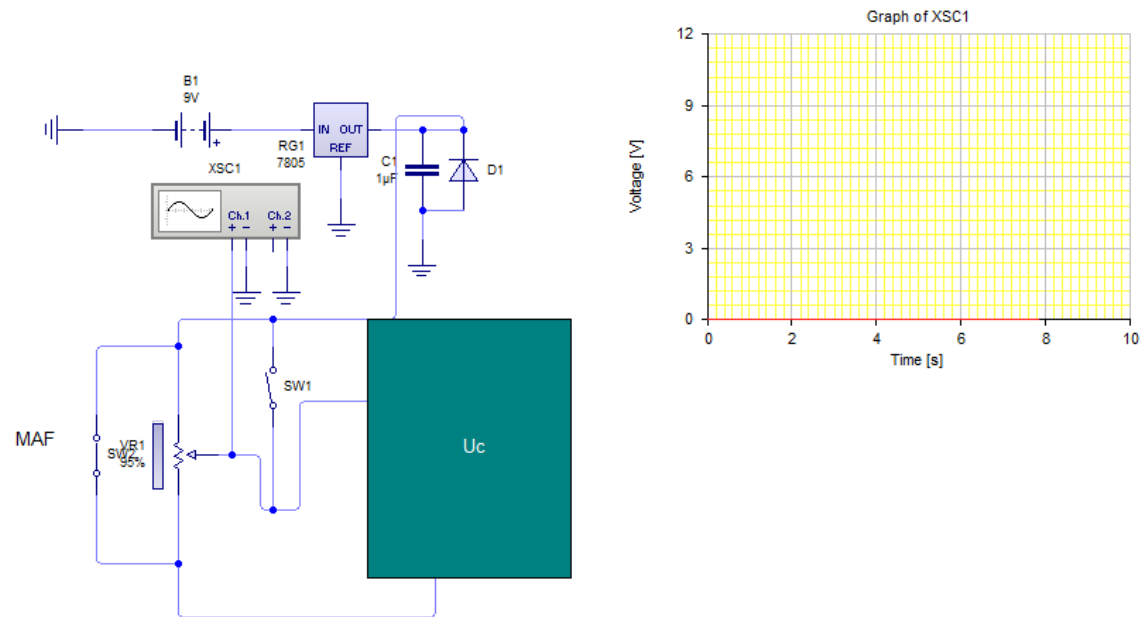 Graph of XSC1
12
9
6
3
0
Voltage [V]
0 2 4 6 8 10
Time [s]
B1
9V
+
IN OUT
REF
RG1
7805
C1
1µF
D1
XSC1
Ch.1 Ch.2
+ − + −
SW1
MAF
VR1
SW2
95%
Uc